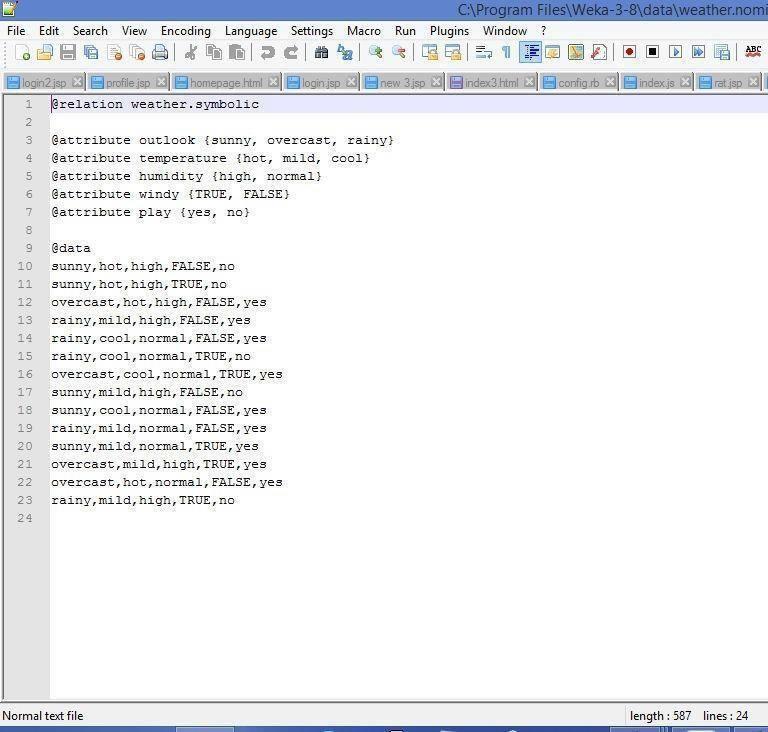 C:\Program Files\Weka-3-8\data\weather.nomi
File Edit Search View Encoding Language Settings Macro Run Plugins Window ?
ABC
login2.jsp profile.jsp homepage.html login.jsp new 3.jsp index3.html config.rb index.js rat.jsp
1 @relation weather.symbolic
2
3 @attribute outlook {sunny, overcast, rainy}
4 @attribute temperature {hot, mild, cool}
5 @attribute humidity {high, normal}
6 @attribute windy {TRUE, FALSE}
7 @attribute play {yes, no}
8
9 @data
10 sunny,hot,high,FALSE,no
11 sunny,hot,high,TRUE,no
12 overcast,hot,high,FALSE,yes
13 rainy,mild,high,FALSE,yes
14 rainy,cool,normal,FALSE,yes
15 rainy,cool,normal,TRUE,no
16 overcast,cool,normal,TRUE,yes
17 sunny,mild,high,FALSE,no
18 sunny,cool,normal,FALSE,yes
19 rainy,mild,normal,FALSE,yes
20 sunny,mild,normal,TRUE,yes
21 overcast,mild,high,TRUE,yes
22 overcast,hot,normal,FALSE,yes
23 rainy,mild,high,TRUE,no
24
Normal text file length : 587 lines : 24